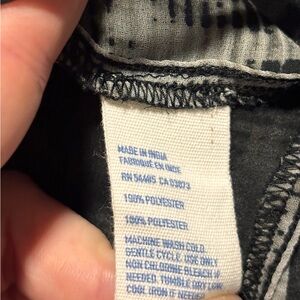 MADE IN INDIA
FABRIQUÉ EN INDE
RN 54485 CA 03073
100% POLYESTER
100% POLYESTER
MACHINE WASH COLD
GENTLE CYCLE. USE ONLY
NON CHLORINE BLEACH IF
NEEDED. TUMBLE DRY LOW
COOL IRON IF NEEDED